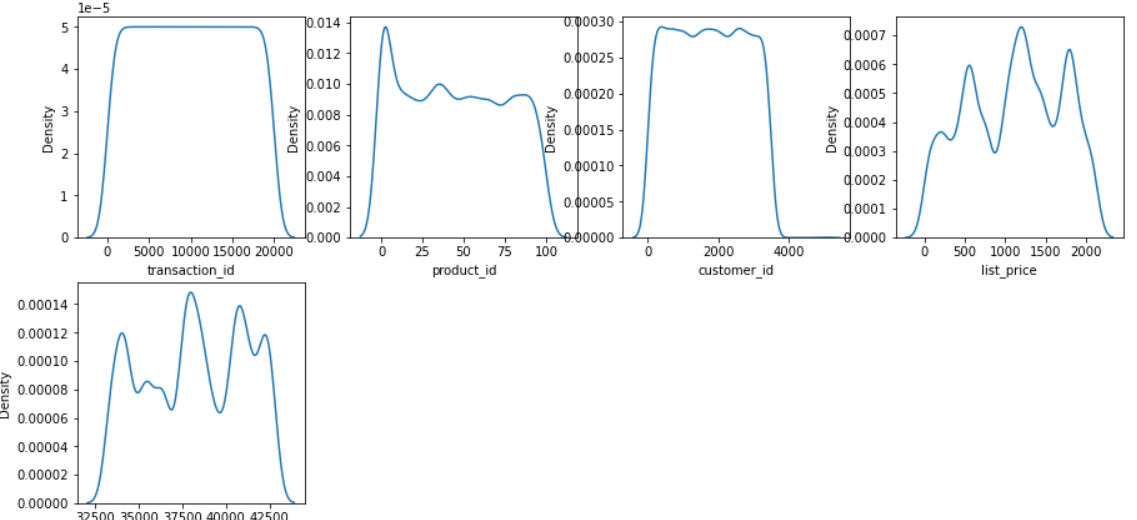 1e−5
5
4
3
2
1
0
Density
0 5000 10000 15000 20000
transaction_id
0.014
0.012
0.010
0.008
0.006
0.004
0.002
0.000
Density
0 25 50 75 100
product_id
0.00030
0.00025
0.00020
0.00015
0.00010
0.00005
0.00000
Density
0 2000 4000
customer_id
0.0007
0.0006
0.0005
0.0004
0.0003
0.0002
0.0001
0.0000
Density
0 500 1000 1500 2000
list_price
0.00014
0.00012
0.00010
0.00008
0.00006
0.00004
0.00002
0.00000
Density
32500 35000 37500 40000 42500